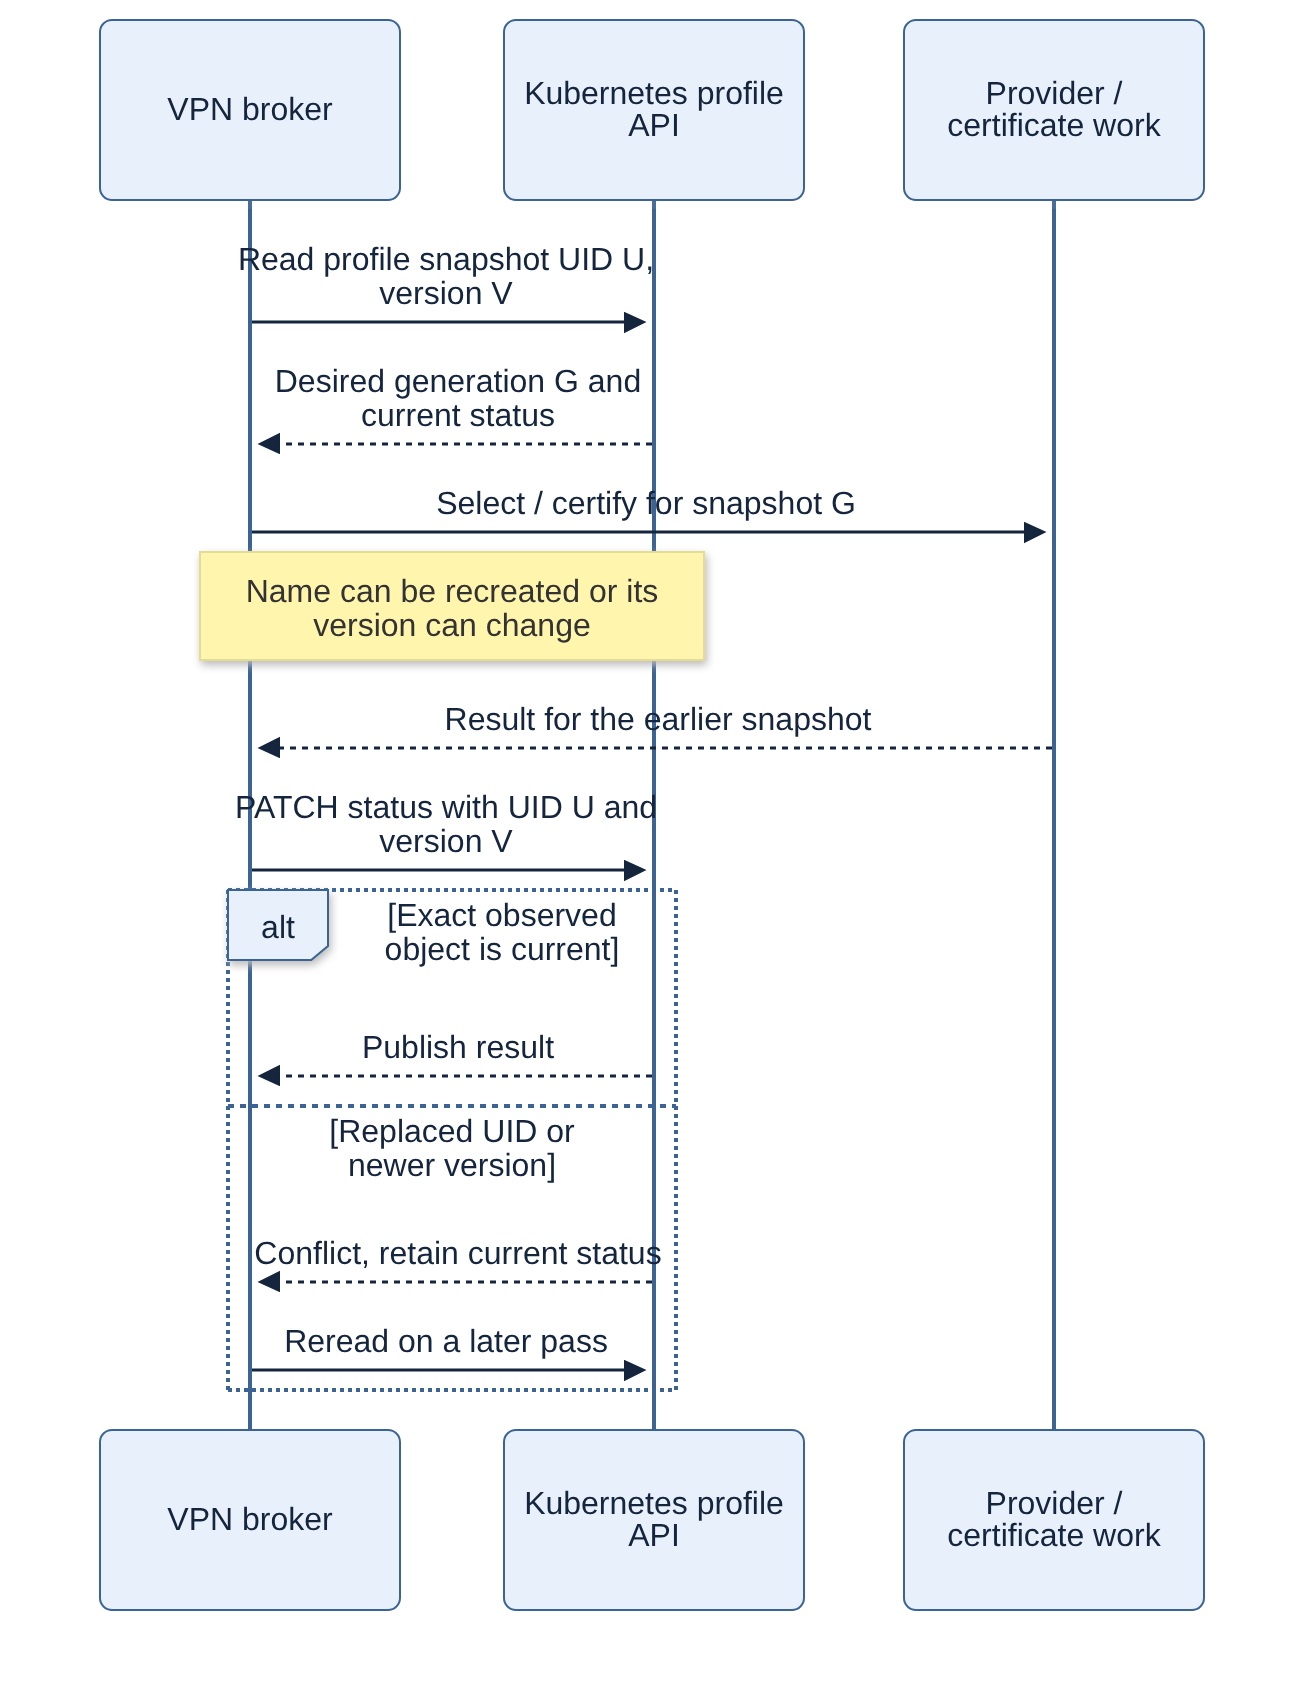 VPN broker
Kubernetes profile
API
Provider /
certificate work
Read profile snapshot UID U,
version V
Desired generation G and
current status
Select / certify for snapshot G
Name can be recreated or its
version can change
Result for the earlier snapshot
PATCH status with UID U and
version V
alt
[Exact observed
object is current]
Publish result
[Replaced UID or
newer version]
Conflict, retain current status
Reread on a later pass
VPN broker
Kubernetes profile
API
Provider /
certificate work